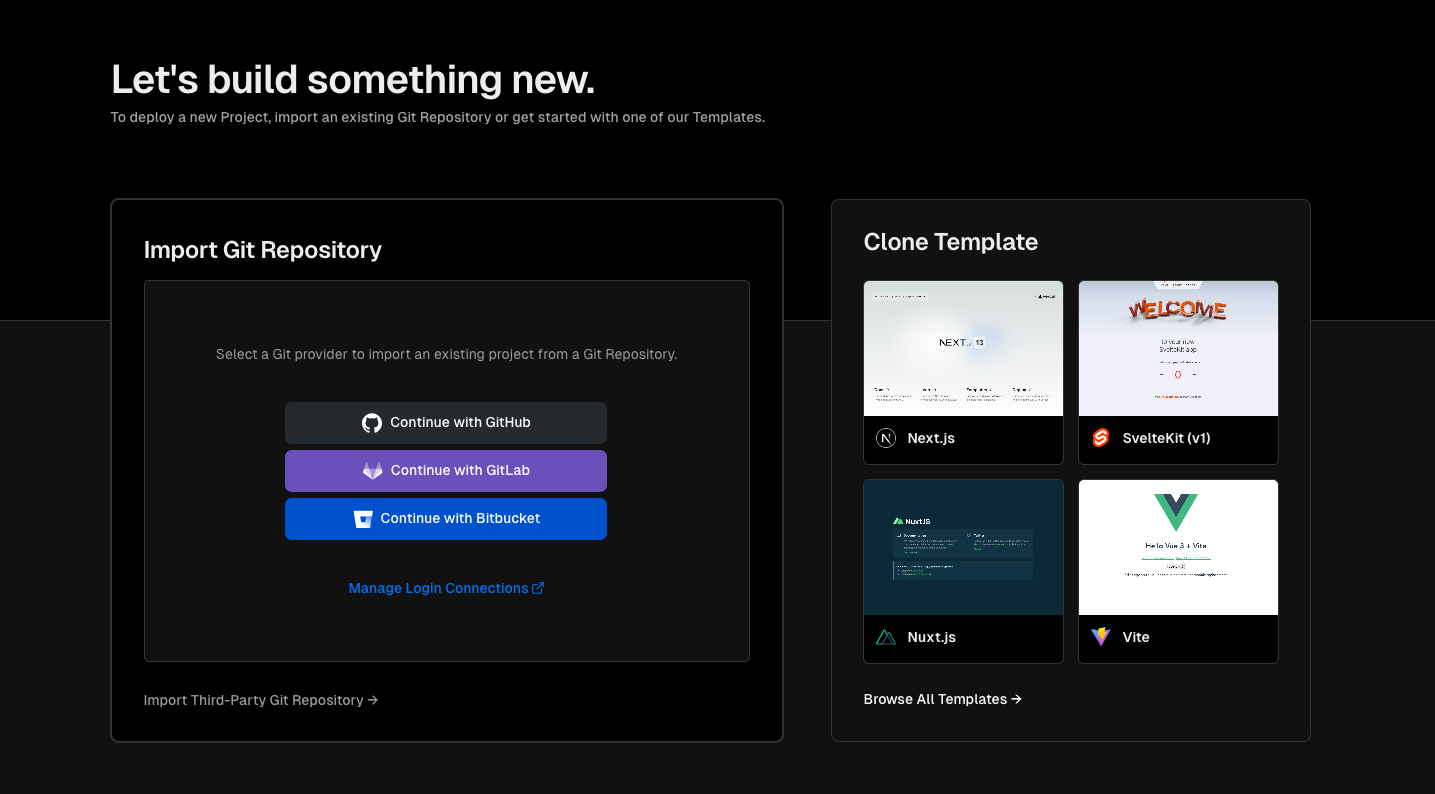 Let's build something new.
To deploy a new Project, import an existing Git Repository or get started with one of our Templates.
Import Git Repository
Select a Git provider to import an existing project from a Git Repository.
Continue with GitHub
Continue with GitLab
Continue with Bitbucket
Manage Login Connections
Import Third-Party Git Repository →
Clone Template
NEXT.JS 13
Next.js
WELCOME
to your new
SvelteKit app
- 0 -
SvelteKit (v1)
NuxtJS
Nuxt.js
Hello Vue 3 + Vite
Vite
Browse All Templates →